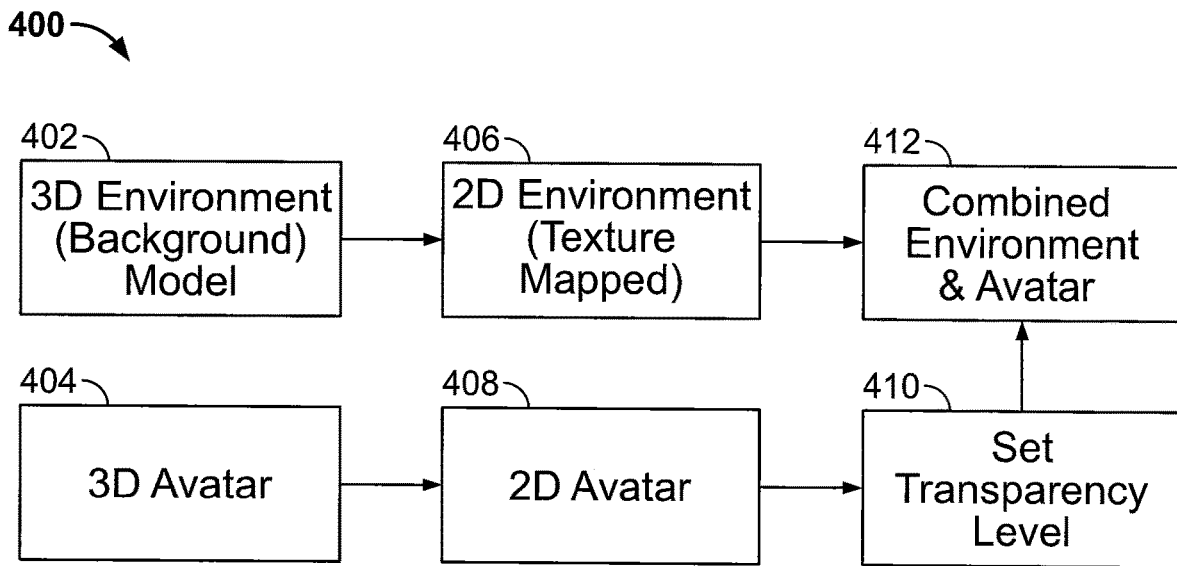 400
402
3D Environment
(Background)
Model
406
2D Environment
(Texture
Mapped)
412
Combined
Environment
& Avatar
404
3D Avatar
408
2D Avatar
410
Set
Transparency
Level